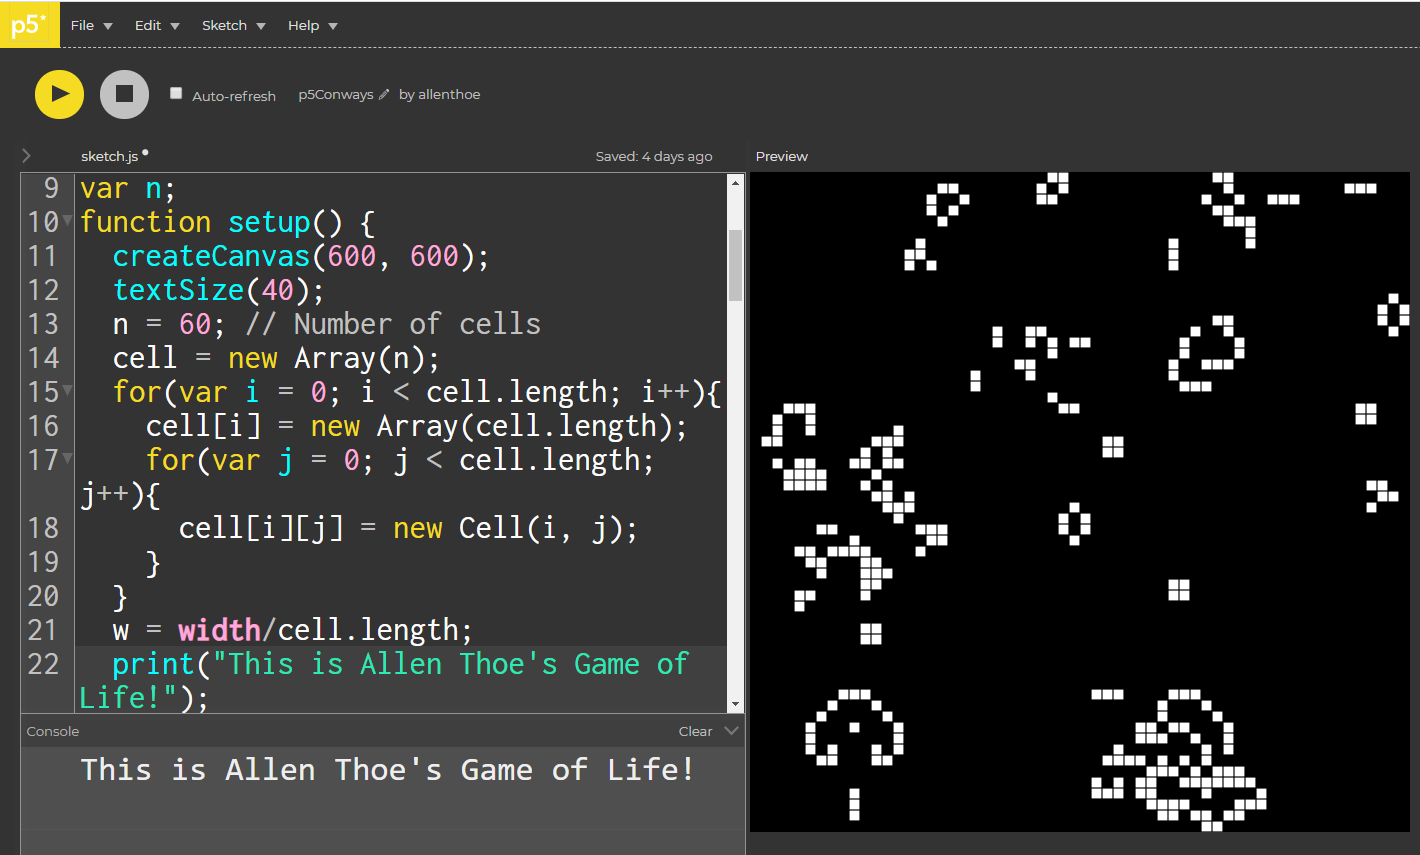 p5* File Edit Sketch Help
Auto-refresh p5Conways by allenthoe
sketch.js Saved: 4 days ago Preview
9 var n;
10 function setup() {
11 createCanvas(600, 600);
12 textSize(40);
13 n = 60; // Number of cells
14 cell = new Array(n);
15 for(var i = 0; i < cell.length; i++){
16 cell[i] = new Array(cell.length);
17 for(var j = 0; j < cell.length;
j++){
18 cell[i][j] = new Cell(i, j);
19 }
20 }
21 w = width/cell.length;
22 print("This is Allen Thoe's Game of
Life!");
Console Clear
This is Allen Thoe's Game of Life!